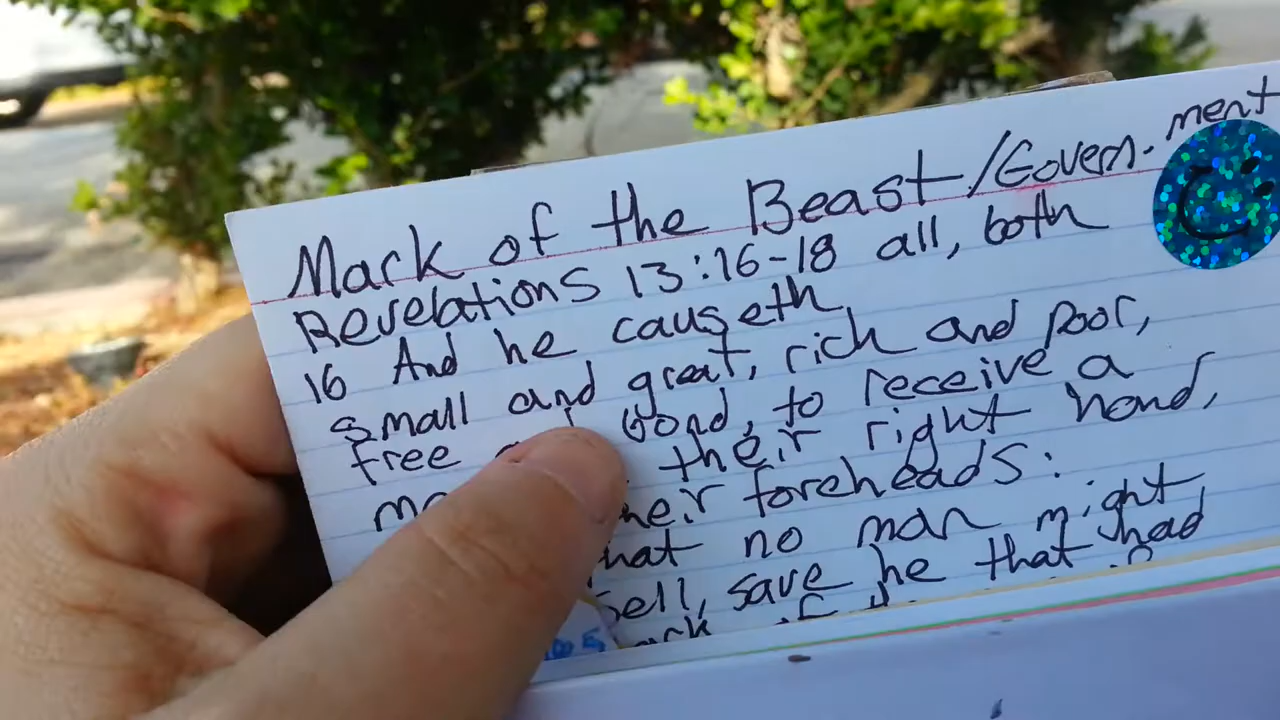 Mark of the Beast/Govern.ment
Revelations 13:16-18
16 And he causeth all, both
small and great, rich and poor,
free bond, to receive a
their right hand,
foreheads:
no man might
sell, save he that had